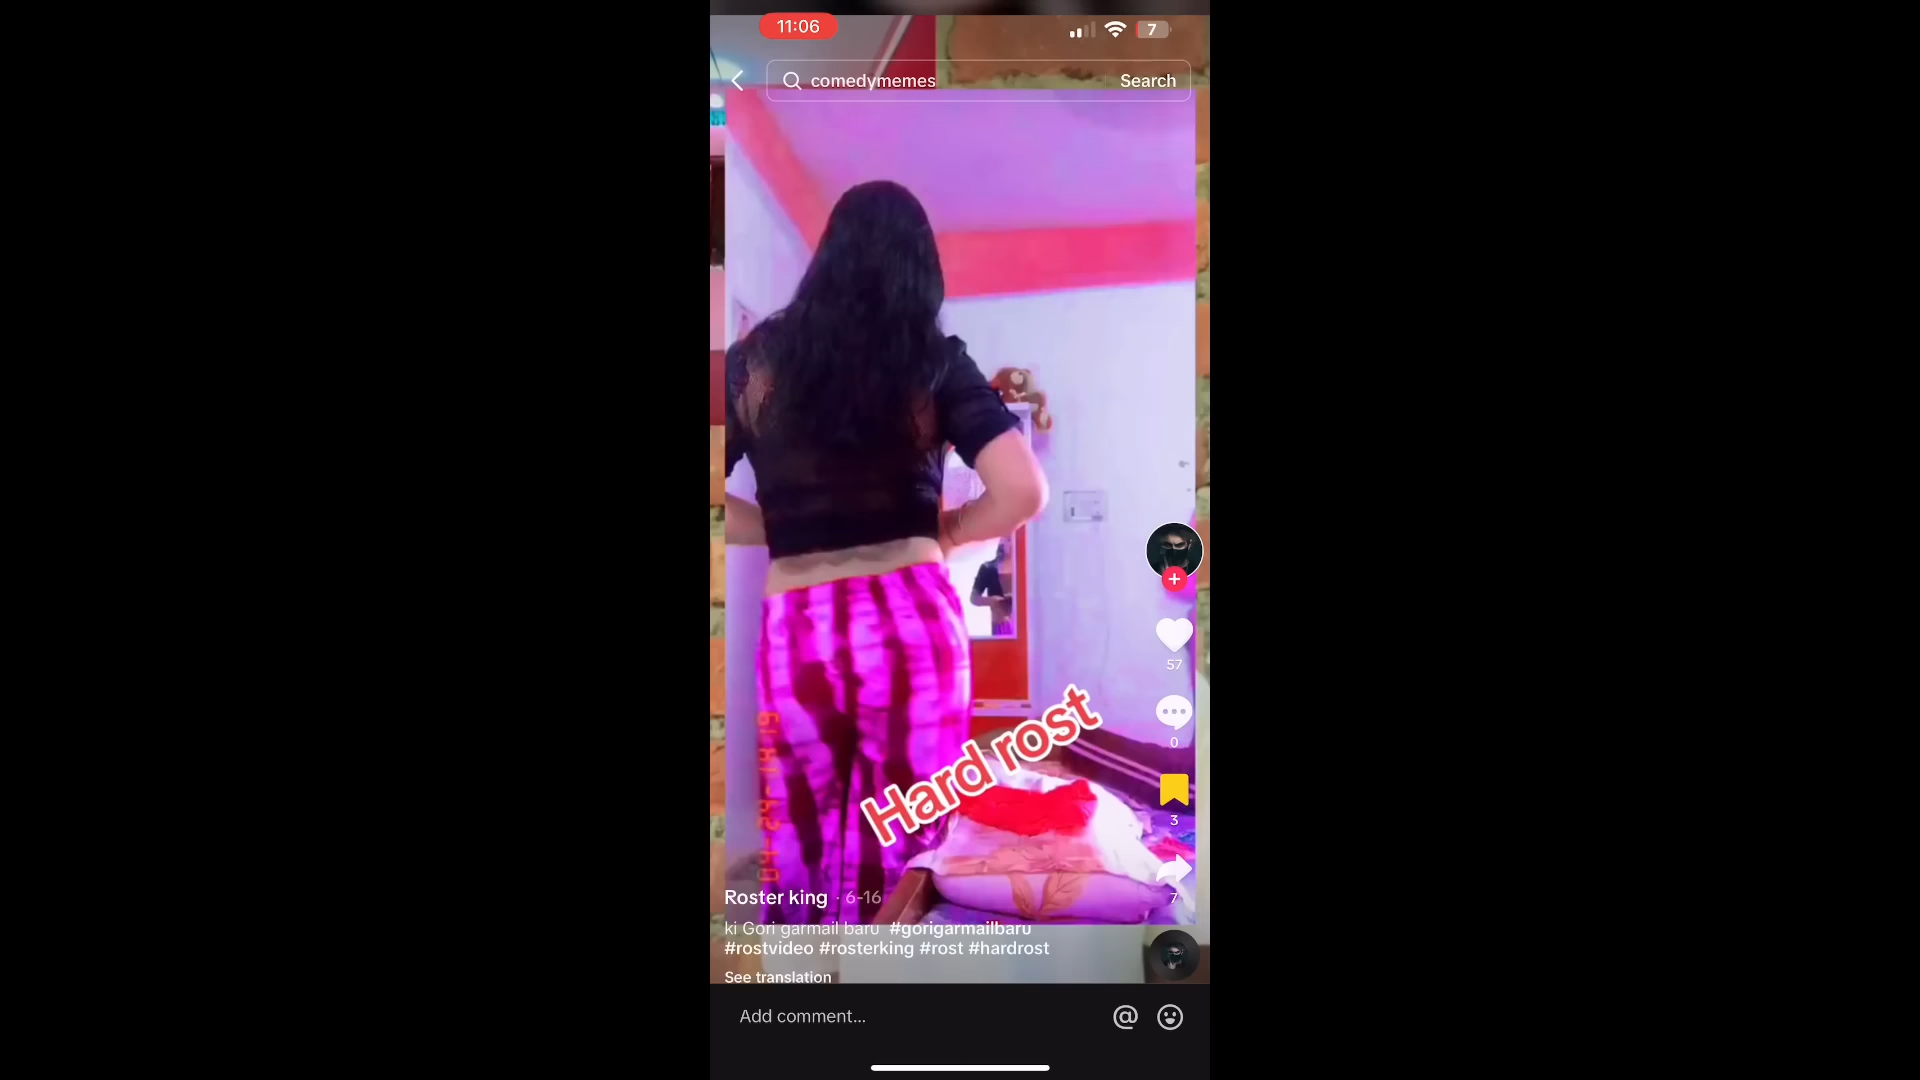 11:06
7
comedymemes
Search
57
0
3
7
Hard rost
Roster king · 6-16
ki Gori garmail baru #gorigarmailbaru
#rostvideo #rosterking #rost #hardrost
See translation
Add comment...